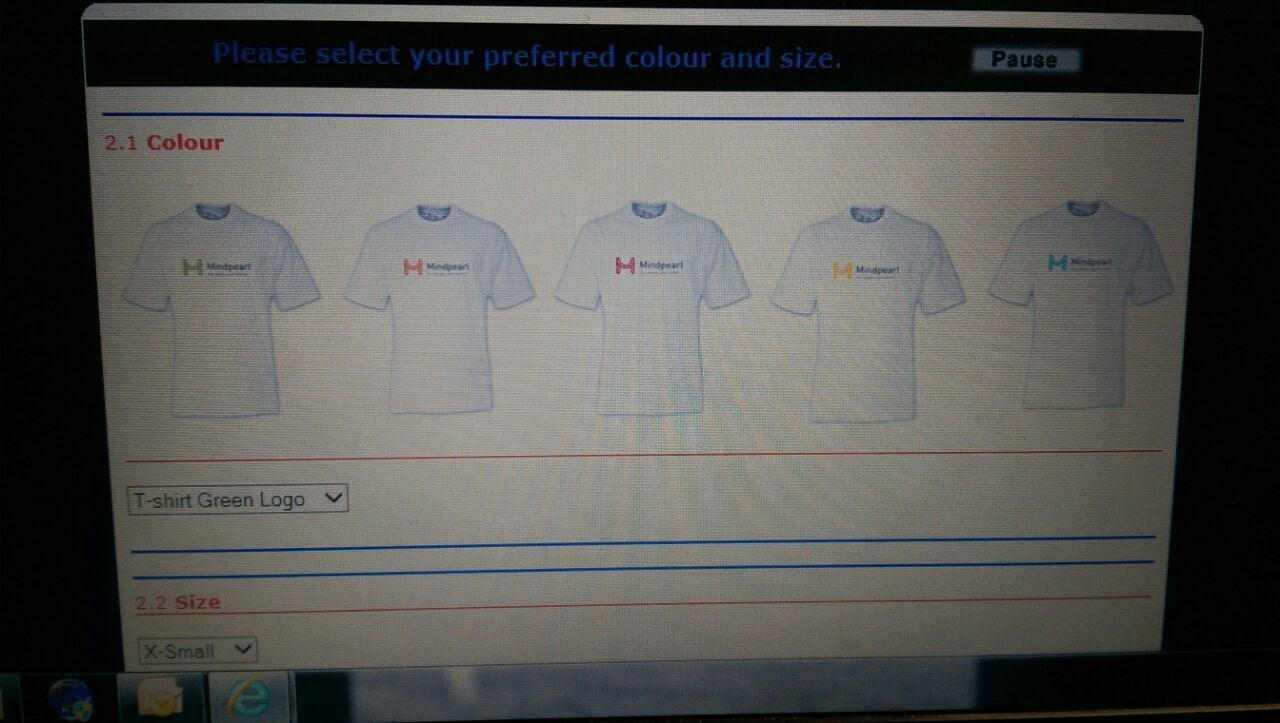 Please select your preferred colour and size.
Pause
2.1 Colour
Mindpearl
Mindpearl
Mindpearl
Mindpearl
Mindpearl
T-shirt Green Logo
2.2 Size
X-Small